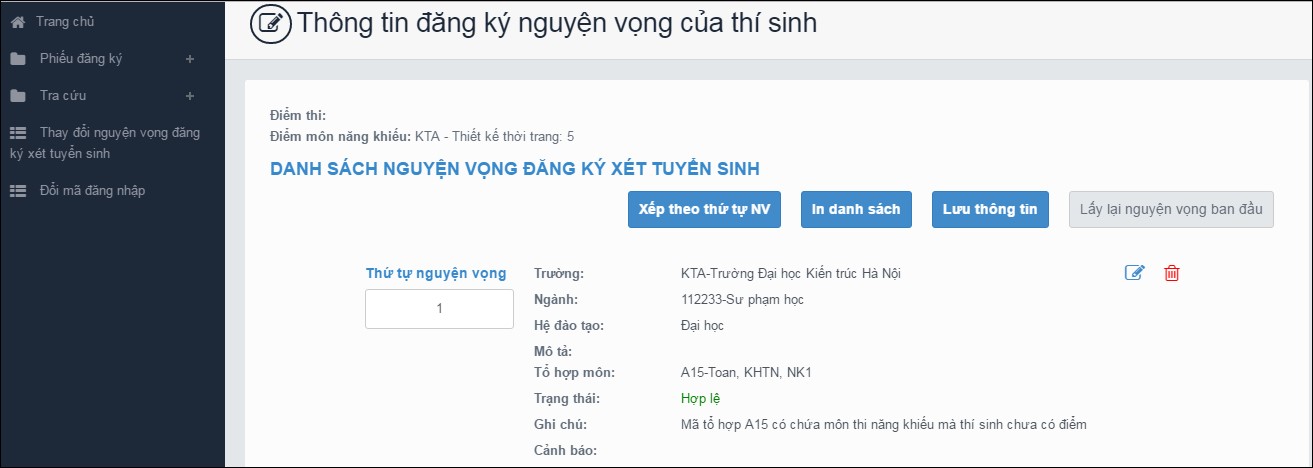 Trang chủ
Phiếu đăng ký +
Tra cứu +
Thay đổi nguyện vọng đăng
ký xét tuyển sinh
Đổi mã đăng nhập
Thông tin đăng ký nguyện vọng của thí sinh
Điểm thi:
Điểm môn năng khiếu: KTA - Thiết kế thời trang: 5
DANH SÁCH NGUYỆN VỌNG ĐĂNG KÝ XÉT TUYỂN SINH
Xếp theo thứ tự NV In danh sách Lưu thông tin Lấy lại nguyện vọng ban đầu
Thứ tự nguyện vọng
1
Trường: KTA-Trường Đại học Kiến trúc Hà Nội
Ngành: 112233-Sư phạm học
Hệ đào tạo: Đại học
Mô tả:
Tổ hợp môn: A15-Toan, KHTN, NK1
Trạng thái: Hợp lệ
Ghi chú: Mã tổ hợp A15 có chứa môn thi năng khiếu mà thí sinh chưa có điểm
Cảnh báo: